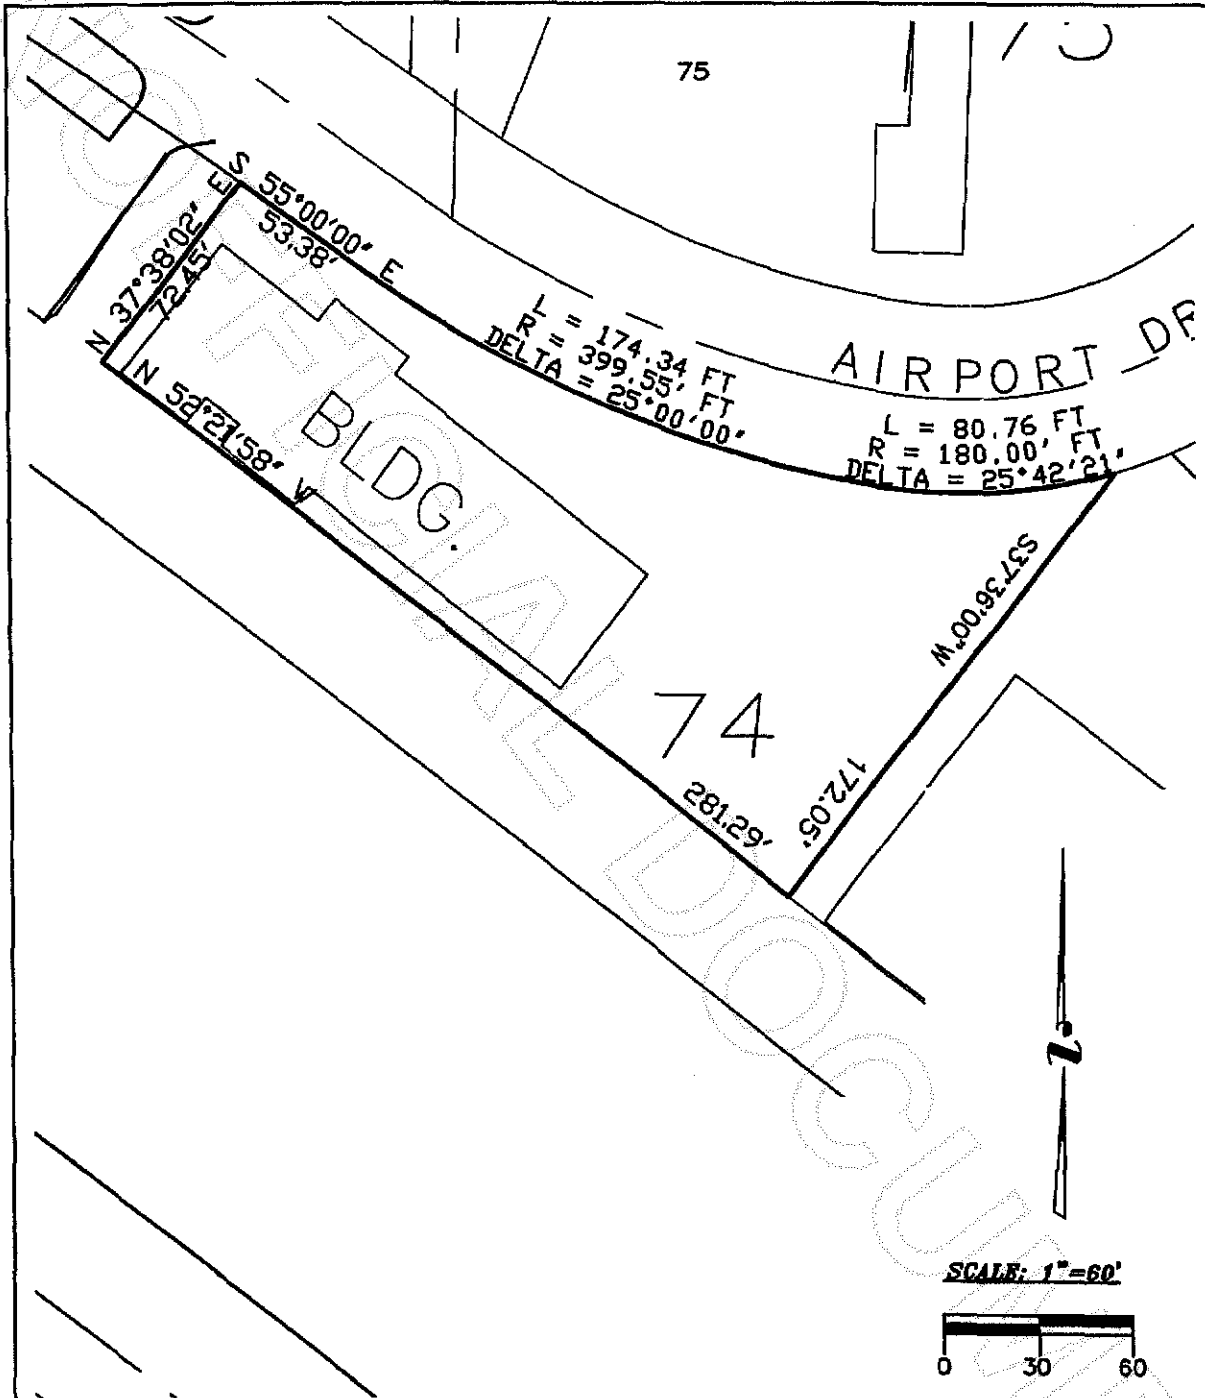 75
75
S 55°00'00" E
53.38'
N 37°38'02" E
72.45'
L = 174.34 FT
R = 399.55' FT
DELTA = 25°00'00"
AIRPORT DR
L = 80.76 FT
R = 180.00' FT
DELTA = 25°42'21"
N 52°21'58" W
BLDG.
S37°36'00"W
74
281.29'
172.05'
SCALE: 1"=60'
0 30 60